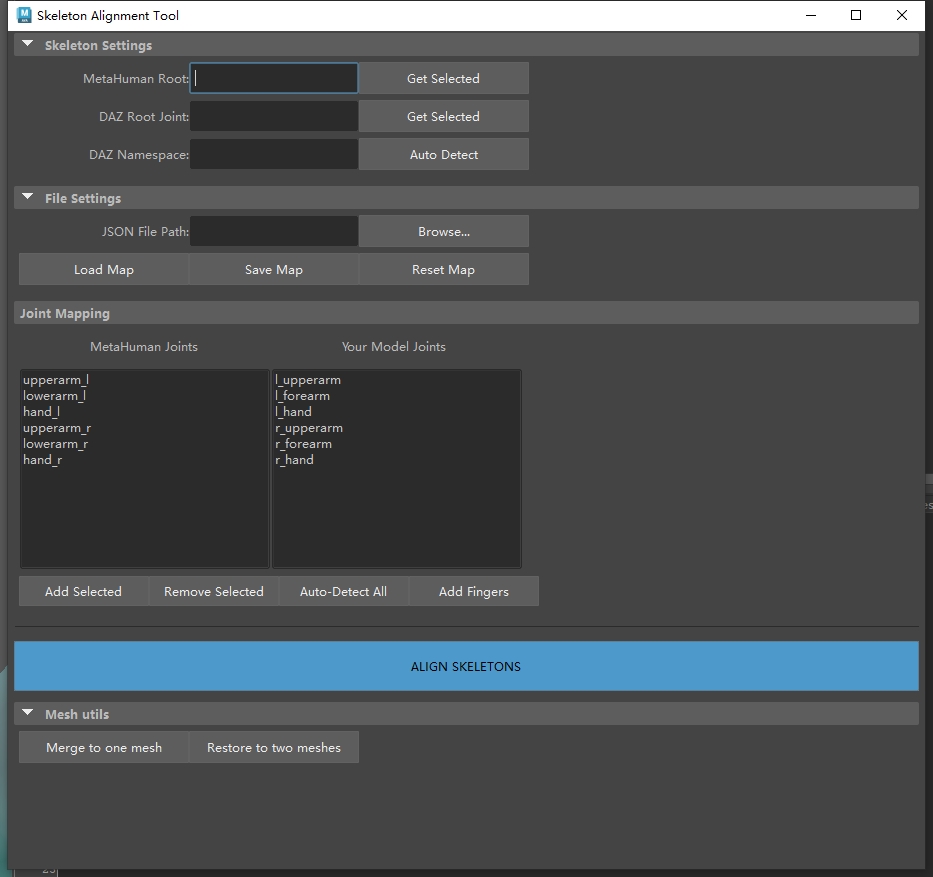 Skeleton Alignment Tool
Skeleton Settings
MetaHuman Root: Get Selected
DAZ Root Joint: Get Selected
DAZ Namespace: Auto Detect
File Settings
JSON File Path: Browse...
Load Map Save Map Reset Map
Joint Mapping
MetaHuman Joints Your Model Joints
upperarm_l l_upperarm
lowerarm_l l_forearm
hand_l l_hand
upperarm_r r_upperarm
lowerarm_r r_forearm
hand_r r_hand
Add Selected Remove Selected Auto-Detect All Add Fingers
ALIGN SKELETONS
Mesh utils
Merge to one mesh Restore to two meshes